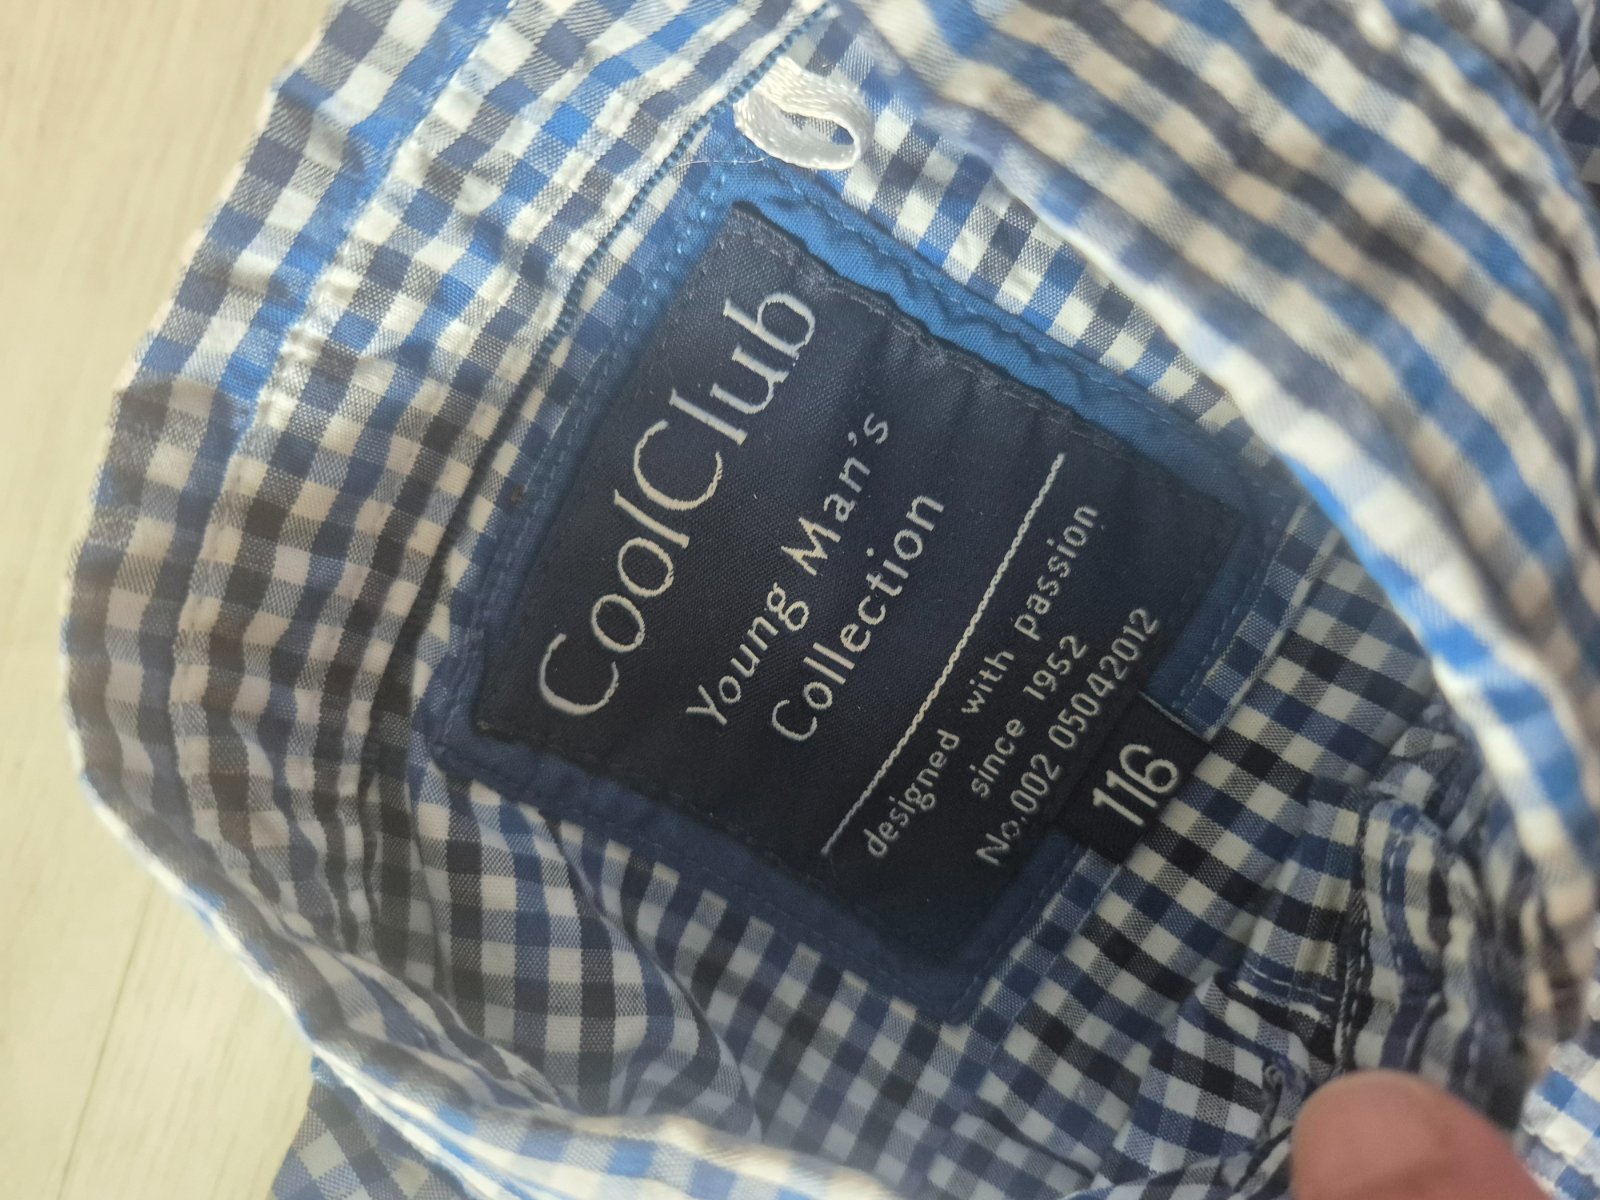 CoolClub
Young Man's
Collection
designed with passion
since 1952
No.002 05042012
116